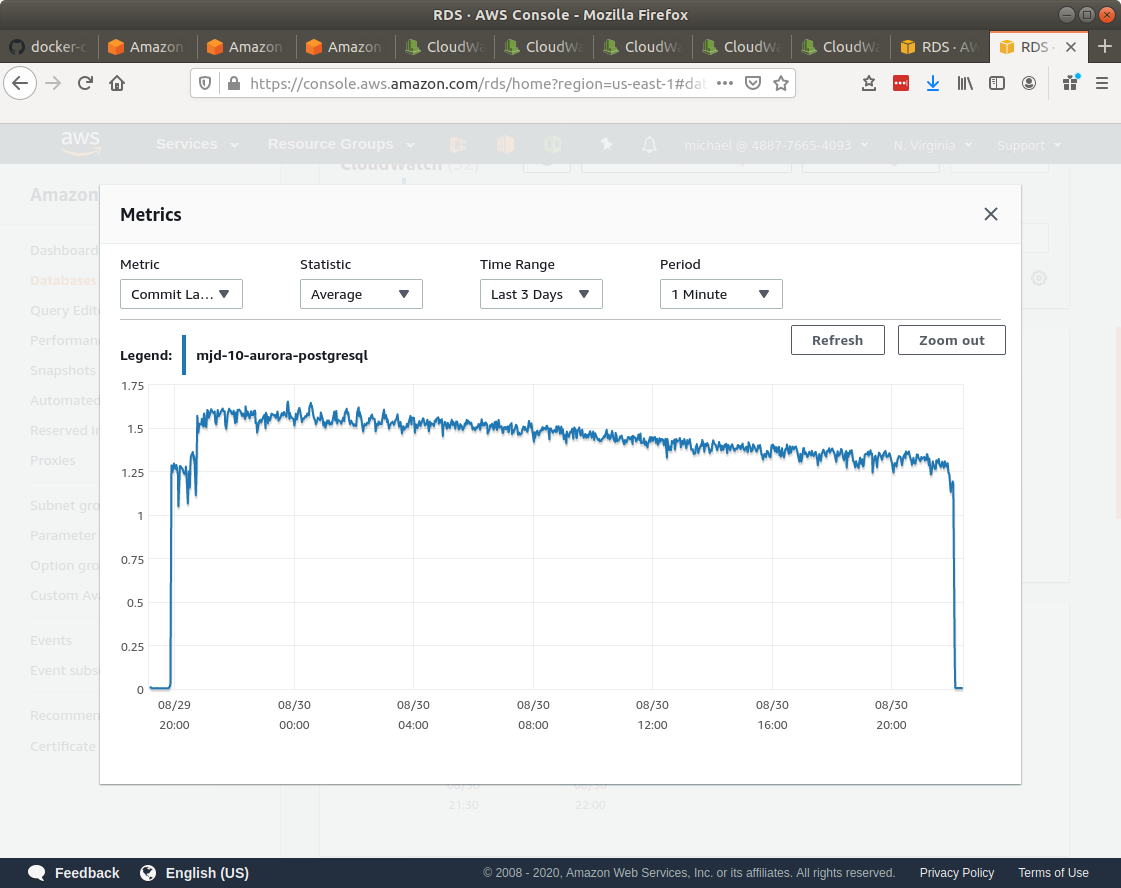 RDS · AWS Console - Mozilla Firefox
docker-c Amazon Amazon Amazon CloudWa CloudWa CloudWa CloudWa CloudWa RDS · AW RDS ·
https://console.aws.amazon.com/rds/home?region=us-east-1#dat
aws Services Resource Groups michael @ 4887-7665-4093 N. Virginia Support
CloudWatch (52)
Amazon
Dashboard
Databases
Query Edit
Performan
Snapshots
Automated
Reserved in
Proxies
Subnet gro
Parameter
Option gro
Custom Ava
Events
Event subs
Recommen
Certificate
Metrics
Metric Statistic Time Range Period
Commit La... Average Last 3 Days 1 Minute
Refresh Zoom out
Legend: mjd-10-aurora-postgresql
1.75
1.5
1.25
1
0.75
0.5
0.25
0
08/29 08/30 08/30 08/30 08/30 08/30 08/30
20:00 00:00 04:00 08:00 12:00 16:00 20:00
08/30 08/30
21:30 22:00
Feedback English (US) © 2008 - 2020, Amazon Web Services, Inc. or its affiliates. All rights reserved. Privacy Policy Terms of Use